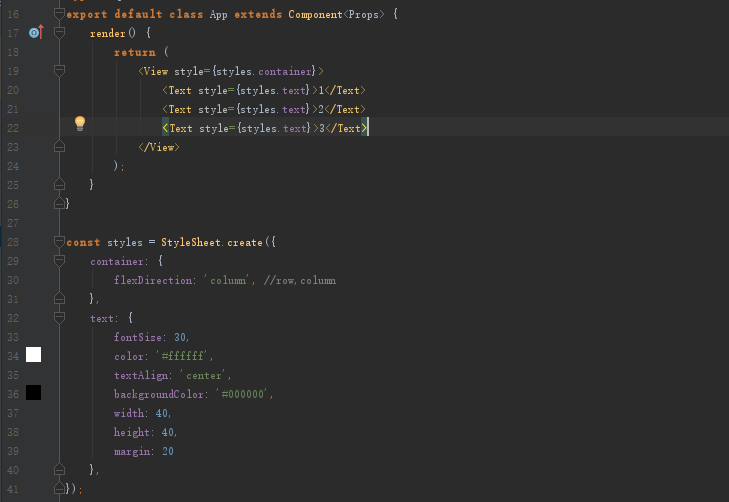 16 export default class App extends Component<Props> {
17 render() {
18 return (
19 <View style={styles.container}>
20 <Text style={styles.text}>1</Text>
21 <Text style={styles.text}>2</Text>
22 <Text style={styles.text}>3</Text>
23 </View>
24 );
25 }
26 }
27
28 const styles = StyleSheet.create({
29 container: {
30 flexDirection: 'column', //row,column
31 },
32 text: {
33 fontSize: 30,
34 color: '#ffffff',
35 textAlign: 'center',
36 backgroundColor: '#000000',
37 width: 40,
38 height: 40,
39 margin: 20
40 },
41 });